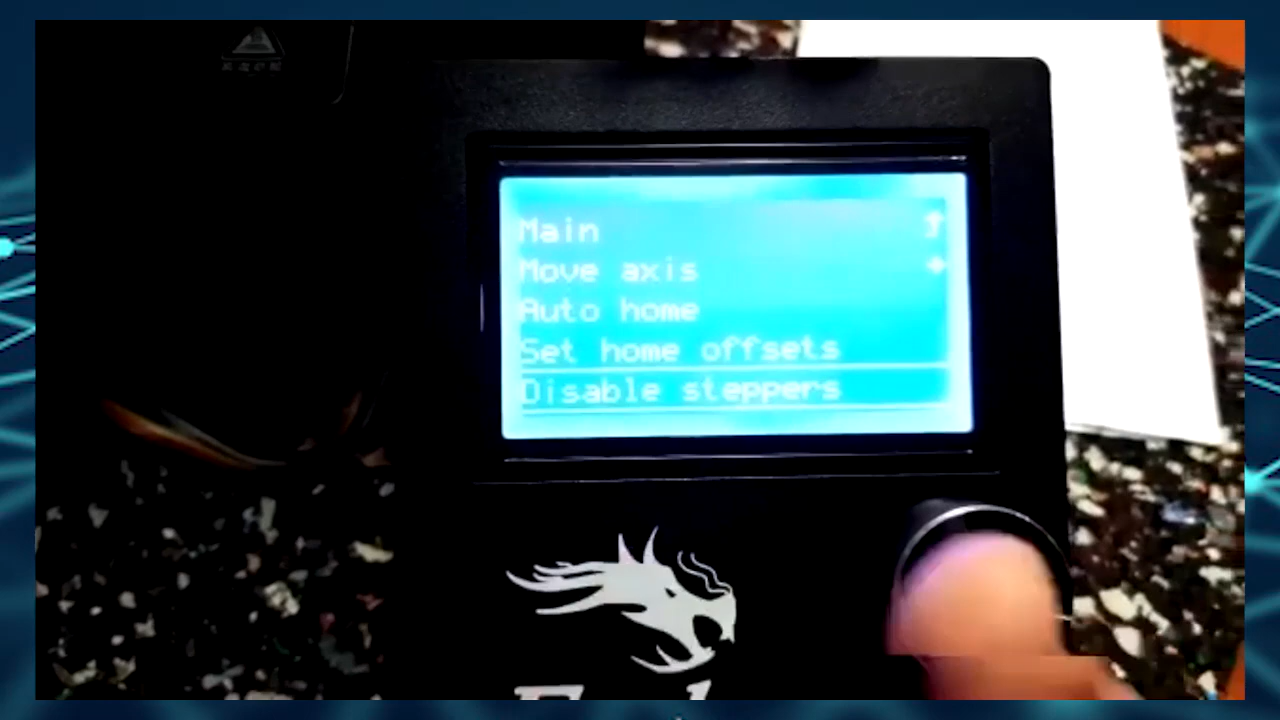 Main
Move axis
Auto home
Set home offsets
Disable steppers